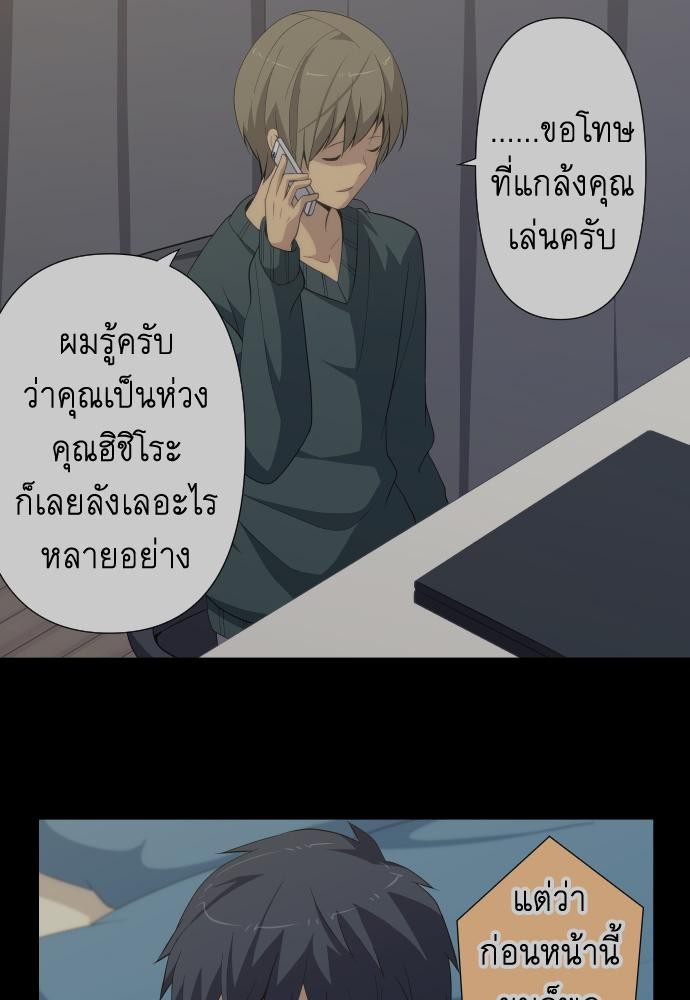 ......ขอโทษ
ที่แกล้งคุณ
เล่นครับ
ผมรู้ครับ
ว่าคุณเป็นห่วง
คุณฮิชิโระ
ก็เลยลังเลอะไร
หลายอย่าง
แต่ว่า
ก่อนหน้านี้